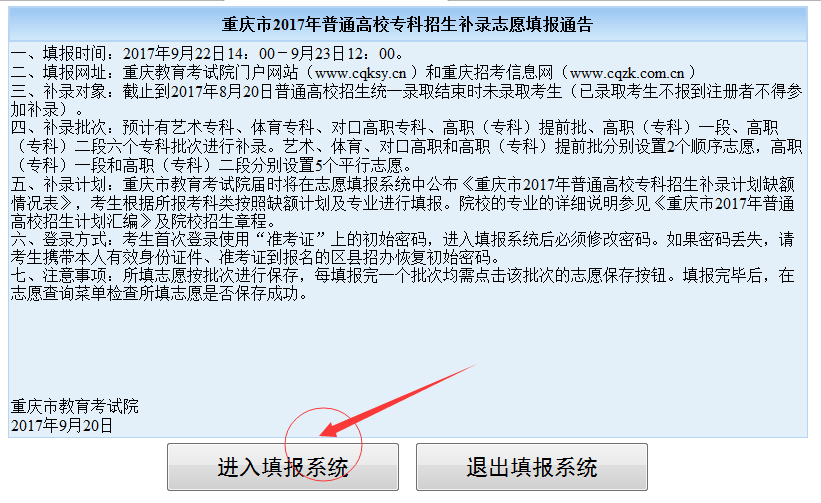 重庆市2017年普通高校专科招生补录志愿填报通告
一、填报时间：2017年9月22日14：00－9月23日12：00。
二、填报网址：重庆教育考试院门户网站（www.cqksy.cn ）和重庆招考信息网（www.cqzk.com.cn ）
三、补录对象：截止到2017年8月20日普通高校招生统一录取结束时未录取考生（已录取考生不报到注册者不得参
加补录）。
四、补录批次：预计有艺术专科、体育专科、对口高职专科、高职（专科）提前批、高职（专科）一段、高职
（专科）二段六个专科批次进行补录。艺术、体育、对口高职和高职（专科）提前批分别设置2个顺序志愿，高职
（专科）一段和高职（专科）二段分别设置5个平行志愿。
五、补录计划：重庆市教育考试院届时将在志愿填报系统中公布《重庆市2017年普通高校专科招生补录计划缺额
情况表》，考生根据所报考科类按照缺额计划及专业进行填报。院校的专业的详细说明参见《重庆市2017年普通
高校招生计划汇编》及院校招生章程。
六、登录方式：考生首次登录使用“准考证”上的初始密码，进入填报系统后必须修改密码。如果密码丢失，请
考生携带本人有效身份证件、准考证到报名的区县招办恢复初始密码。
七、注意事项：所填志愿按批次进行保存，每填报完一个批次均需点击该批次的志愿保存按钮。填报完毕后，在
志愿查询菜单检查所填志愿是否保存成功。
重庆市教育考试院
2017年9月20日
进入填报系统
退出填报系统